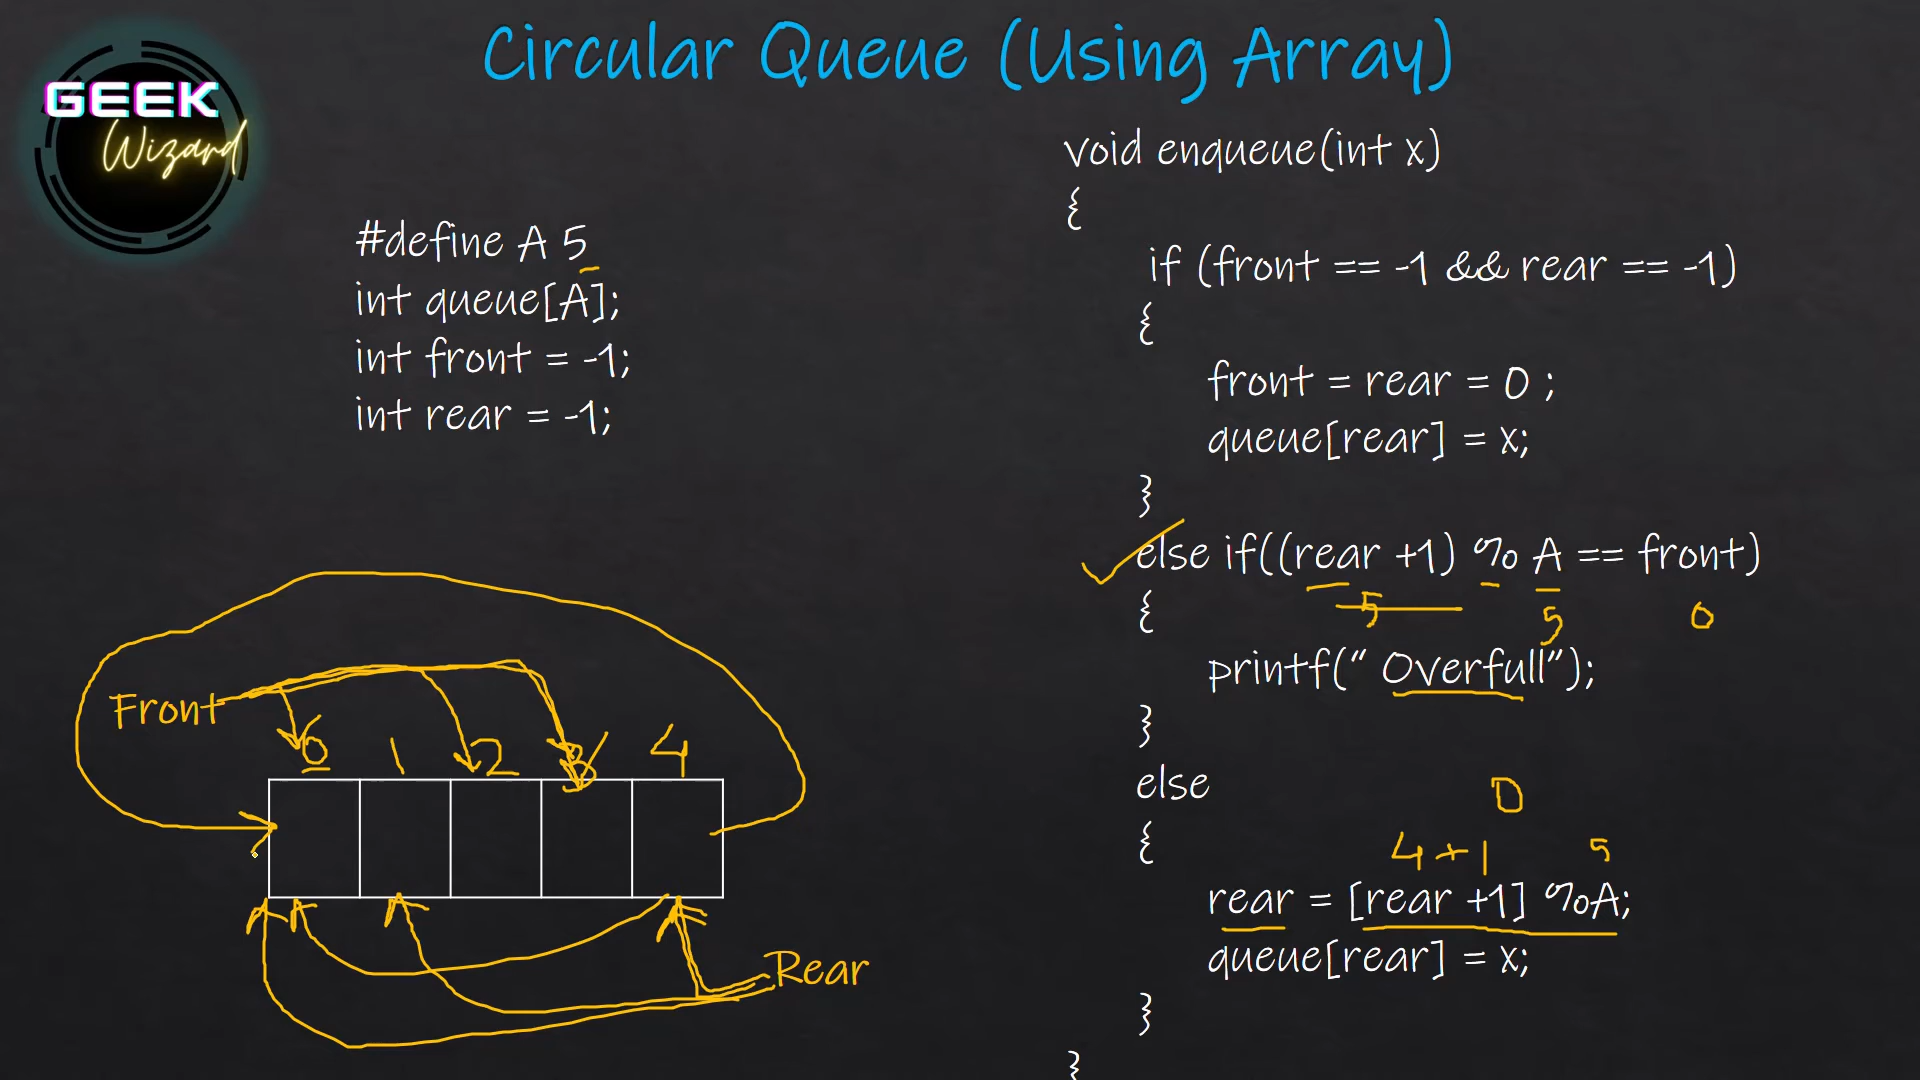 Circular Queue (Using Array)
GEEK
Wizard
#define A 5
int queue[A];
int front = -1;
int rear = -1;
void enqueue(int x)
{
if (front == -1 && rear == -1)
{
front = rear = 0 ;
queue[rear] = x;
}
else if((rear +1) % A == front)
5 5 0
{
printf(“ Overfull”);
}
else
0
{
4+1 5
rear = [rear +1] %A;
queue[rear] = x;
}
}
Front
0 1 2 3 4
Rear